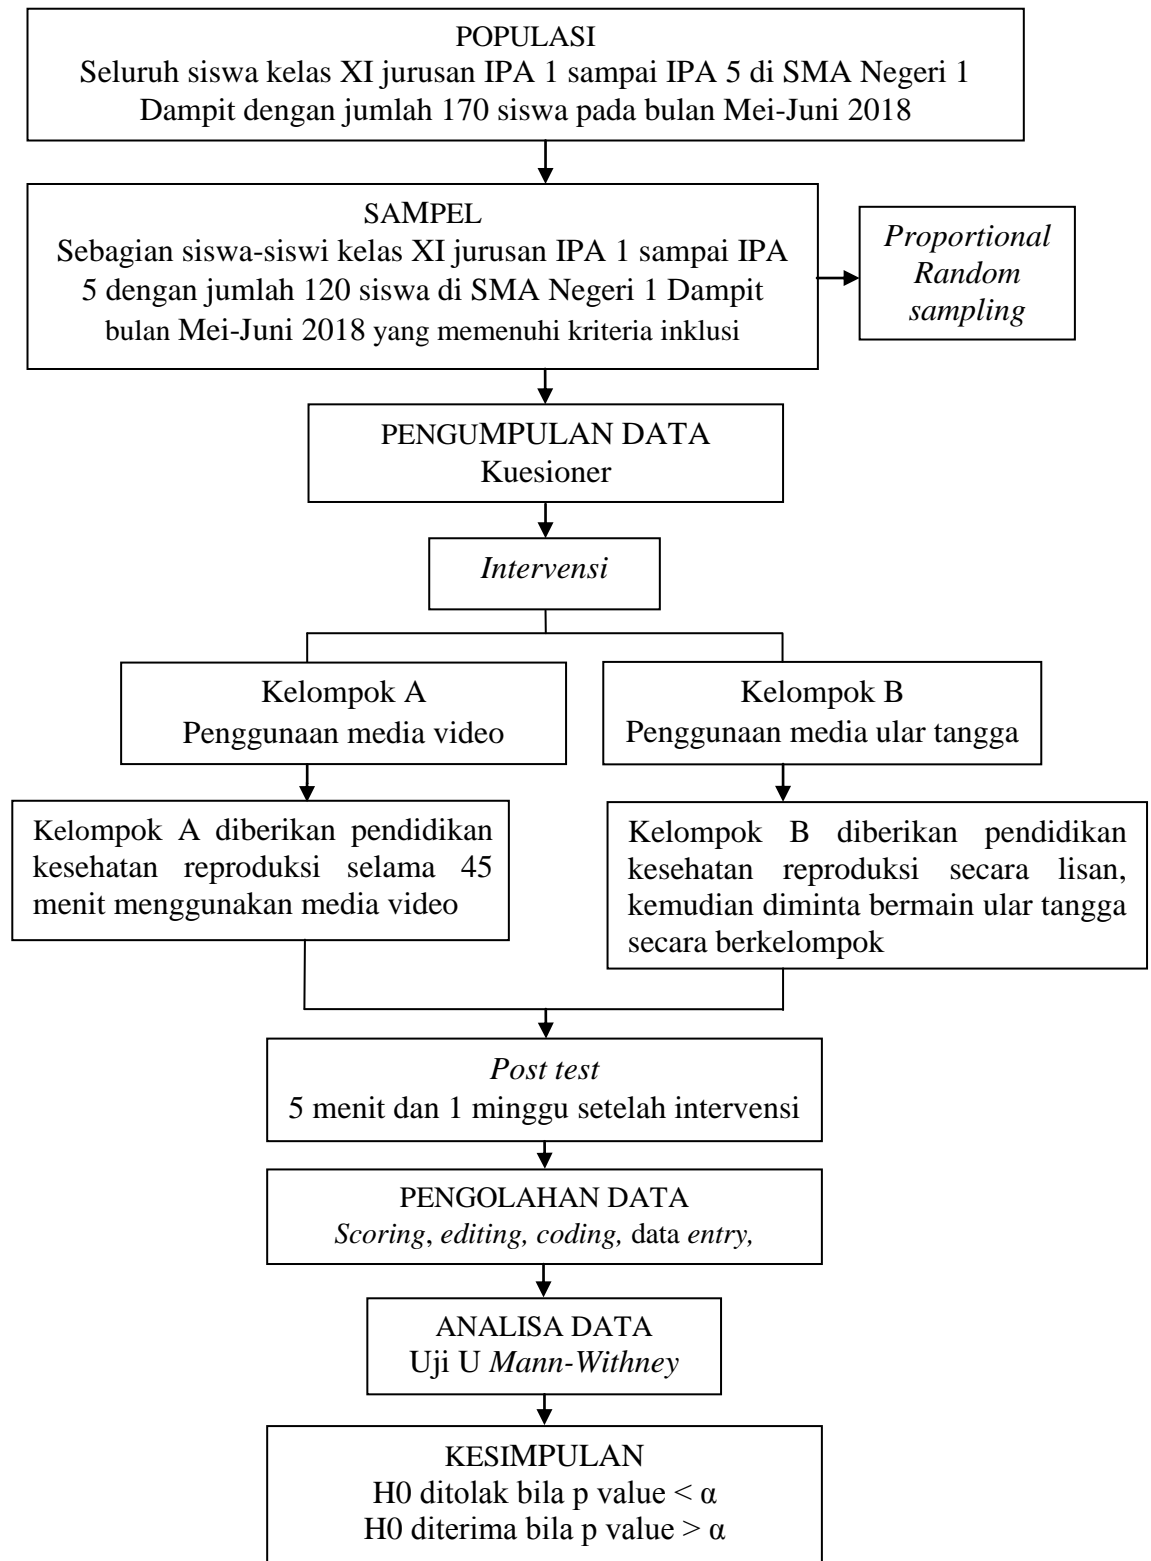 POPULASI
Seluruh siswa kelas XI jurusan IPA 1 sampai IPA 5 di SMA Negeri 1
Dampit dengan jumlah 170 siswa pada bulan Mei-Juni 2018
SAMPEL
Sebagian siswa-siswi kelas XI jurusan IPA 1 sampai IPA
5 dengan jumlah 120 siswa di SMA Negeri 1 Dampit
bulan Mei-Juni 2018 yang memenuhi kriteria inklusi
Proportional
Random
sampling
PENGUMPULAN DATA
Kuesioner
Intervensi
Kelompok A
Penggunaan media video
Kelompok B
Penggunaan media ular tangga
Kelompok A diberikan pendidikan
kesehatan reproduksi selama 45
menit menggunakan media video
Kelompok B diberikan pendidikan
kesehatan reproduksi secara lisan,
kemudian diminta bermain ular tangga
secara berkelompok
Post test
5 menit dan 1 minggu setelah intervensi
PENGOLAHAN DATA
Scoring, editing, coding, data entry,
ANALISA DATA
Uji U Mann-Withney
KESIMPULAN
H0 ditolak bila p value < α
H0 diterima bila p value > α